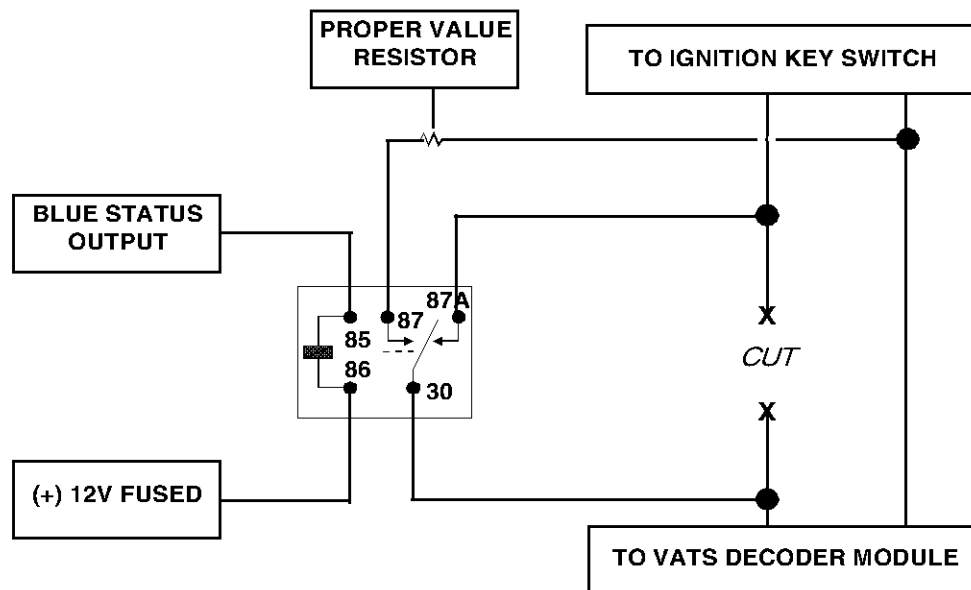 PROPER VALUE
RESISTOR
TO IGNITION KEY SWITCH
BLUE STATUS
OUTPUT
87A
87
85
86
30
X
CUT
X
(+) 12V FUSED
TO VATS DECODER MODULE